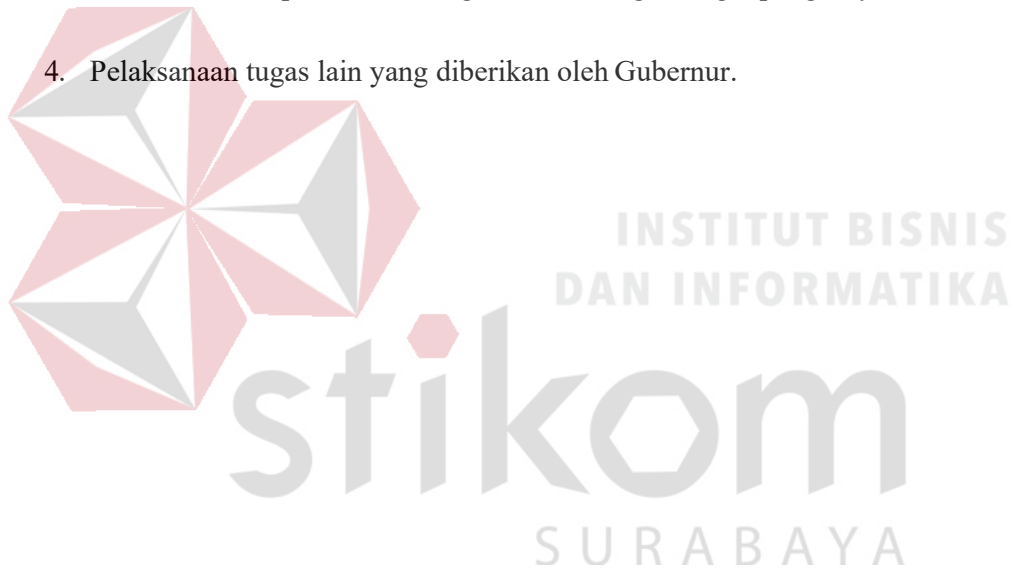 4. Pelaksanaan tugas lain yang diberikan oleh Gubernur.
INSTITUT BISNIS
DAN INFORMATIKA
stikom
SURABAYA